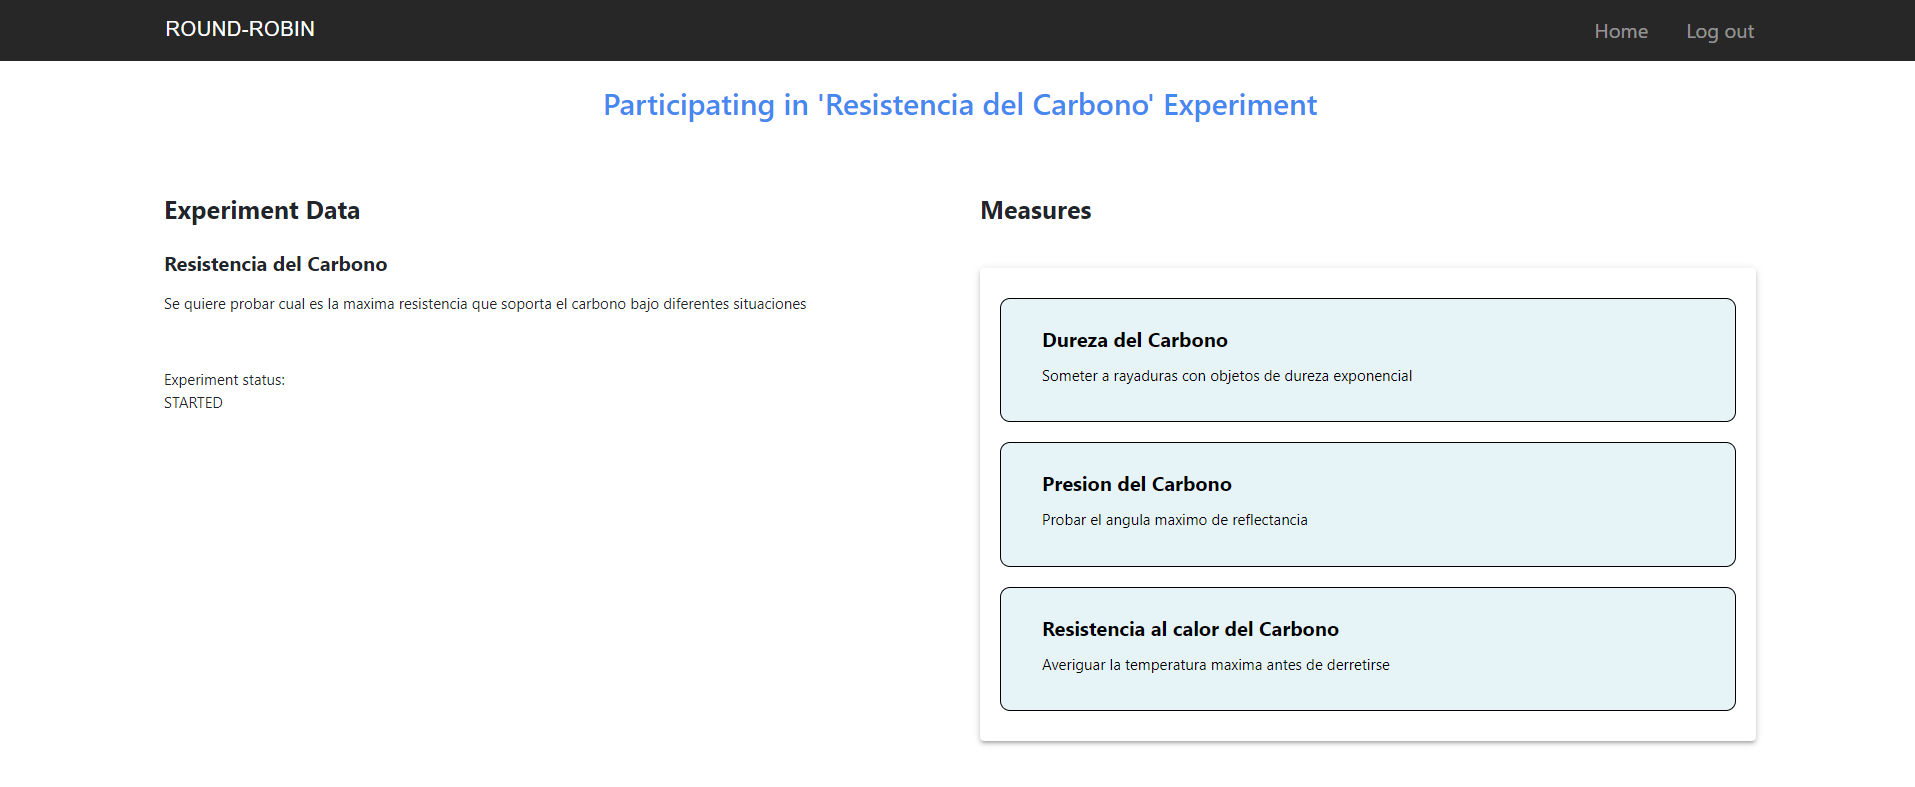 ROUND-ROBIN
Home
Log out
Participating in 'Resistencia del Carbono' Experiment
Experiment Data
Resistencia del Carbono
Se quiere probar cual es la maxima resistencia que soporta el carbono bajo diferentes situaciones
Experiment status:
STARTED
Measures
Dureza del Carbono
Someter a rayaduras con objetos de dureza exponencial
Presion del Carbono
Probar el angula maximo de reflectancia
Resistencia al calor del Carbono
Averiguar la temperatura maxima antes de derretirse